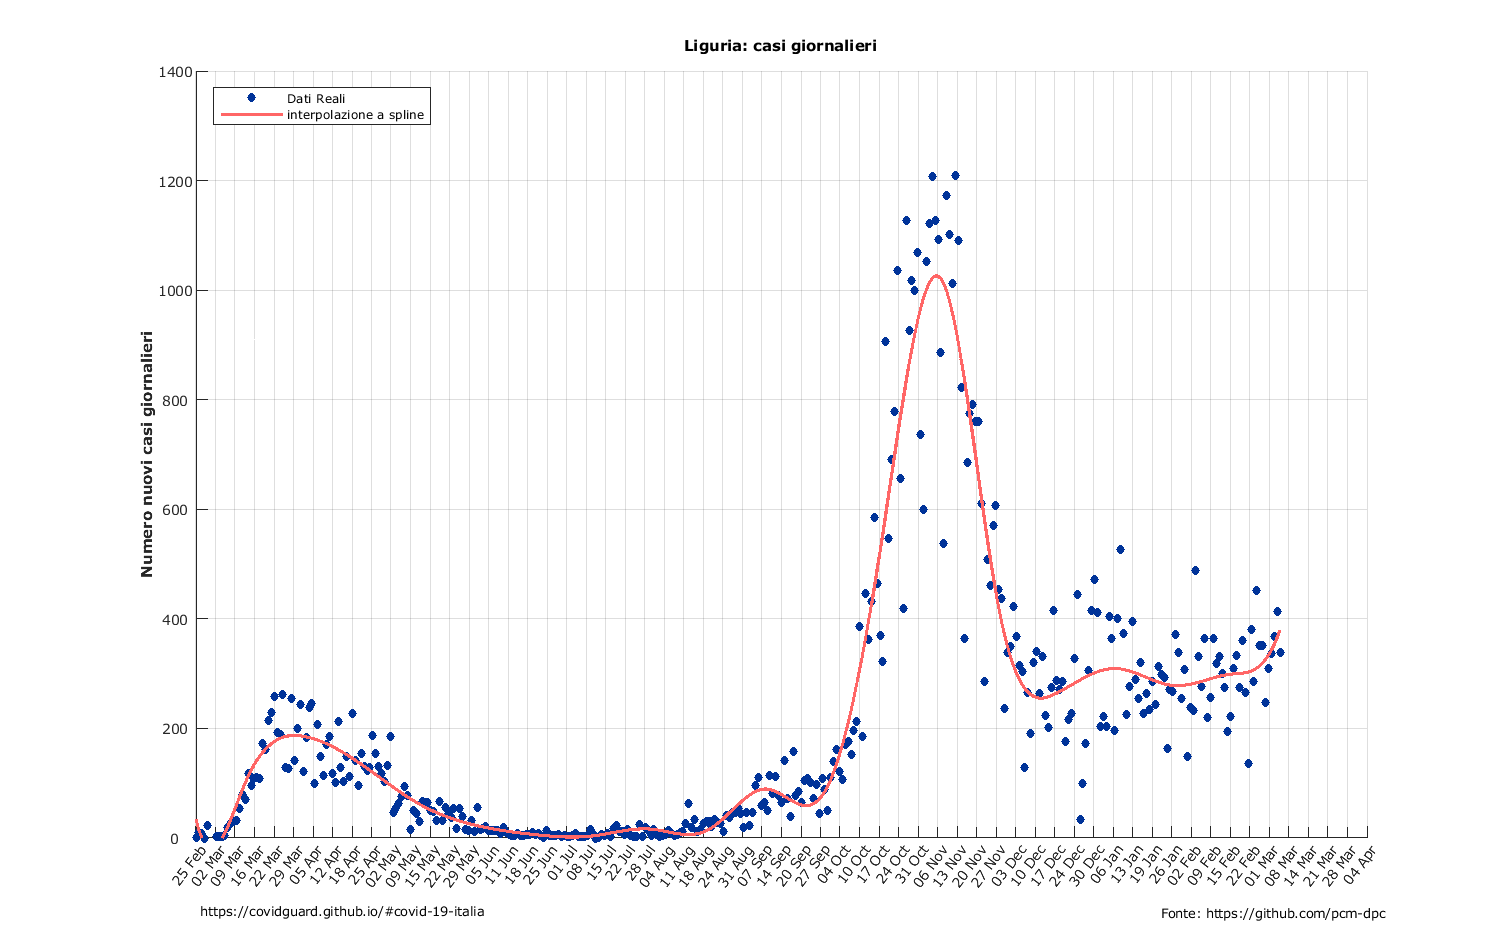 Liguria: casi giornalieri
Dati Reali
interpolazione a spline
Numero nuovi casi giornalieri
1400
1200
1000
800
600
400
200
0
25 Feb
02 Mar
09 Mar
16 Mar
22 Mar
29 Mar
05 Apr
12 Apr
18 Apr
25 Apr
02 May
09 May
15 May
22 May
29 May
05 Jun
11 Jun
18 Jun
25 Jun
01 Jul
08 Jul
15 Jul
22 Jul
28 Jul
04 Aug
11 Aug
18 Aug
24 Aug
31 Aug
07 Sep
14 Sep
20 Sep
27 Sep
04 Oct
10 Oct
17 Oct
24 Oct
31 Oct
06 Nov
13 Nov
20 Nov
27 Nov
03 Dec
10 Dec
17 Dec
24 Dec
30 Dec
06 Jan
13 Jan
19 Jan
26 Jan
02 Feb
09 Feb
15 Feb
22 Feb
01 Mar
08 Mar
14 Mar
21 Mar
28 Mar
04 Apr
https://covidguard.github.io/#covid-19-italia
Fonte: https://github.com/pcm-dpc